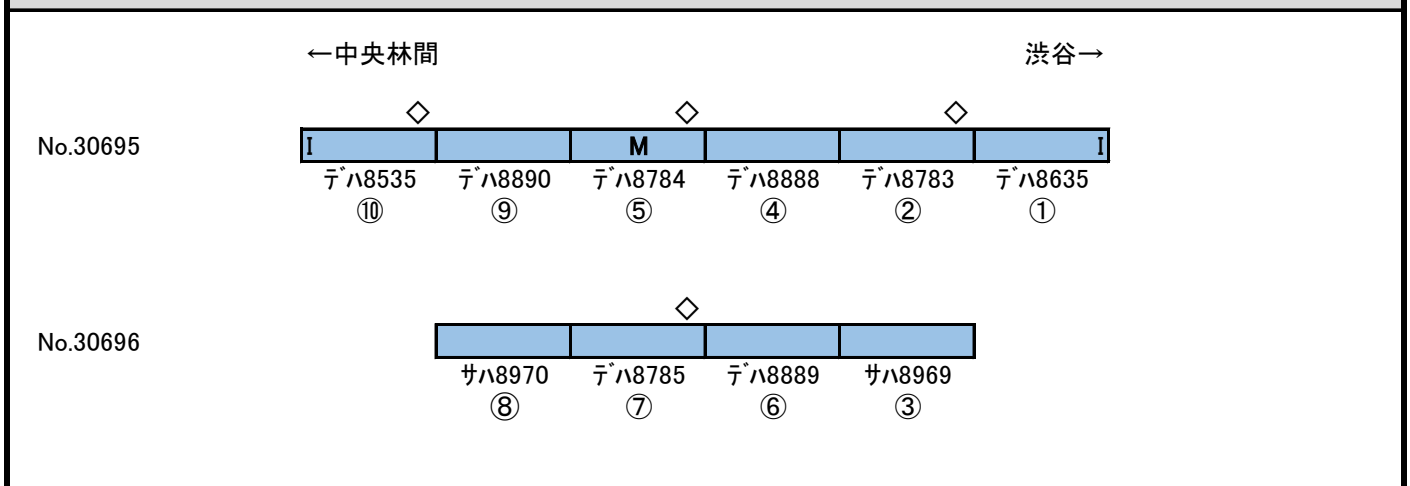 ←中央林間 渋谷→
◇ ◇ ◇
No.30695 I M I
ﾃﾞﾊ8535 ﾃﾞﾊ8890 ﾃﾞﾊ8784 ﾃﾞﾊ8888 ﾃﾞﾊ8783 ﾃﾞﾊ8635
⑩ ⑨ ⑤ ④ ② ①
◇
No.30696
ｻﾊ8970 ﾃﾞﾊ8785 ﾃﾞﾊ8889 ｻﾊ8969
⑧ ⑦ ⑥ ③